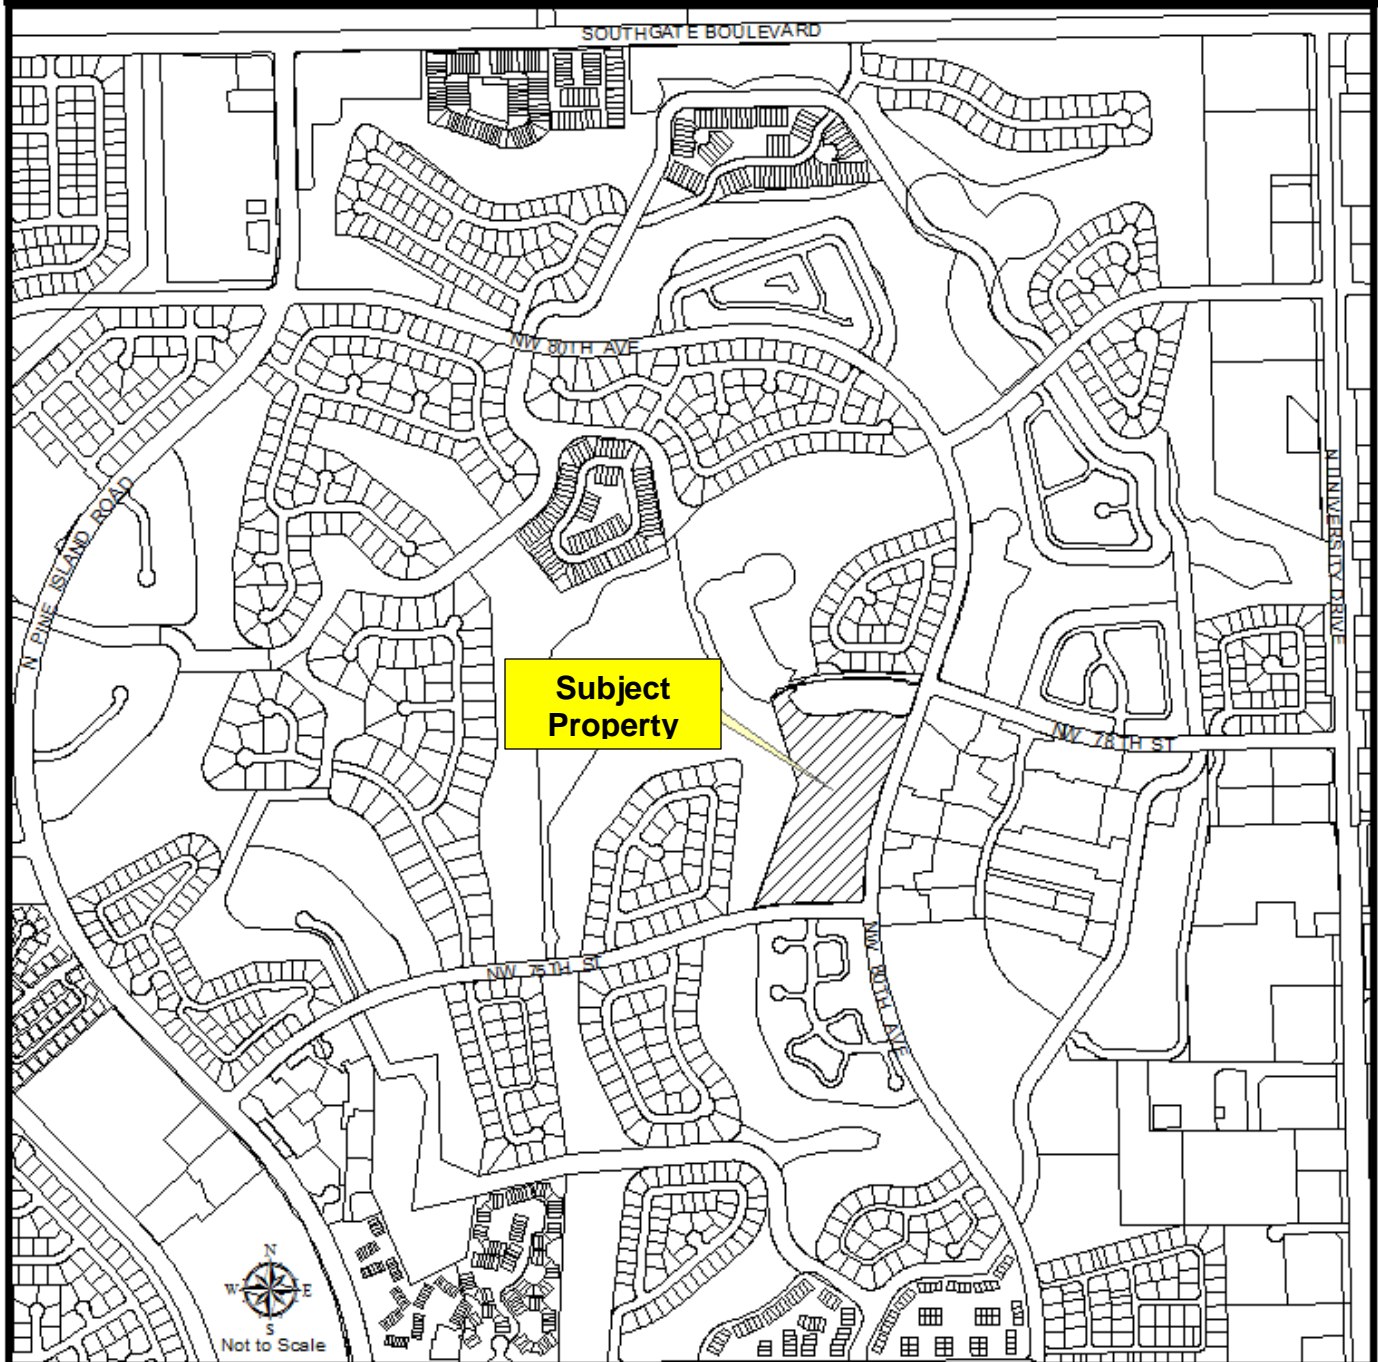 SOUTHGATE BOULEVARD
NW 80TH AVE
N UNIVERSITY DRIVE
N PINE ISLAND ROAD
Subject
Property
NW 78TH ST
NW 75TH ST
NW 80TH AVE
N
W E
S
Not to Scale